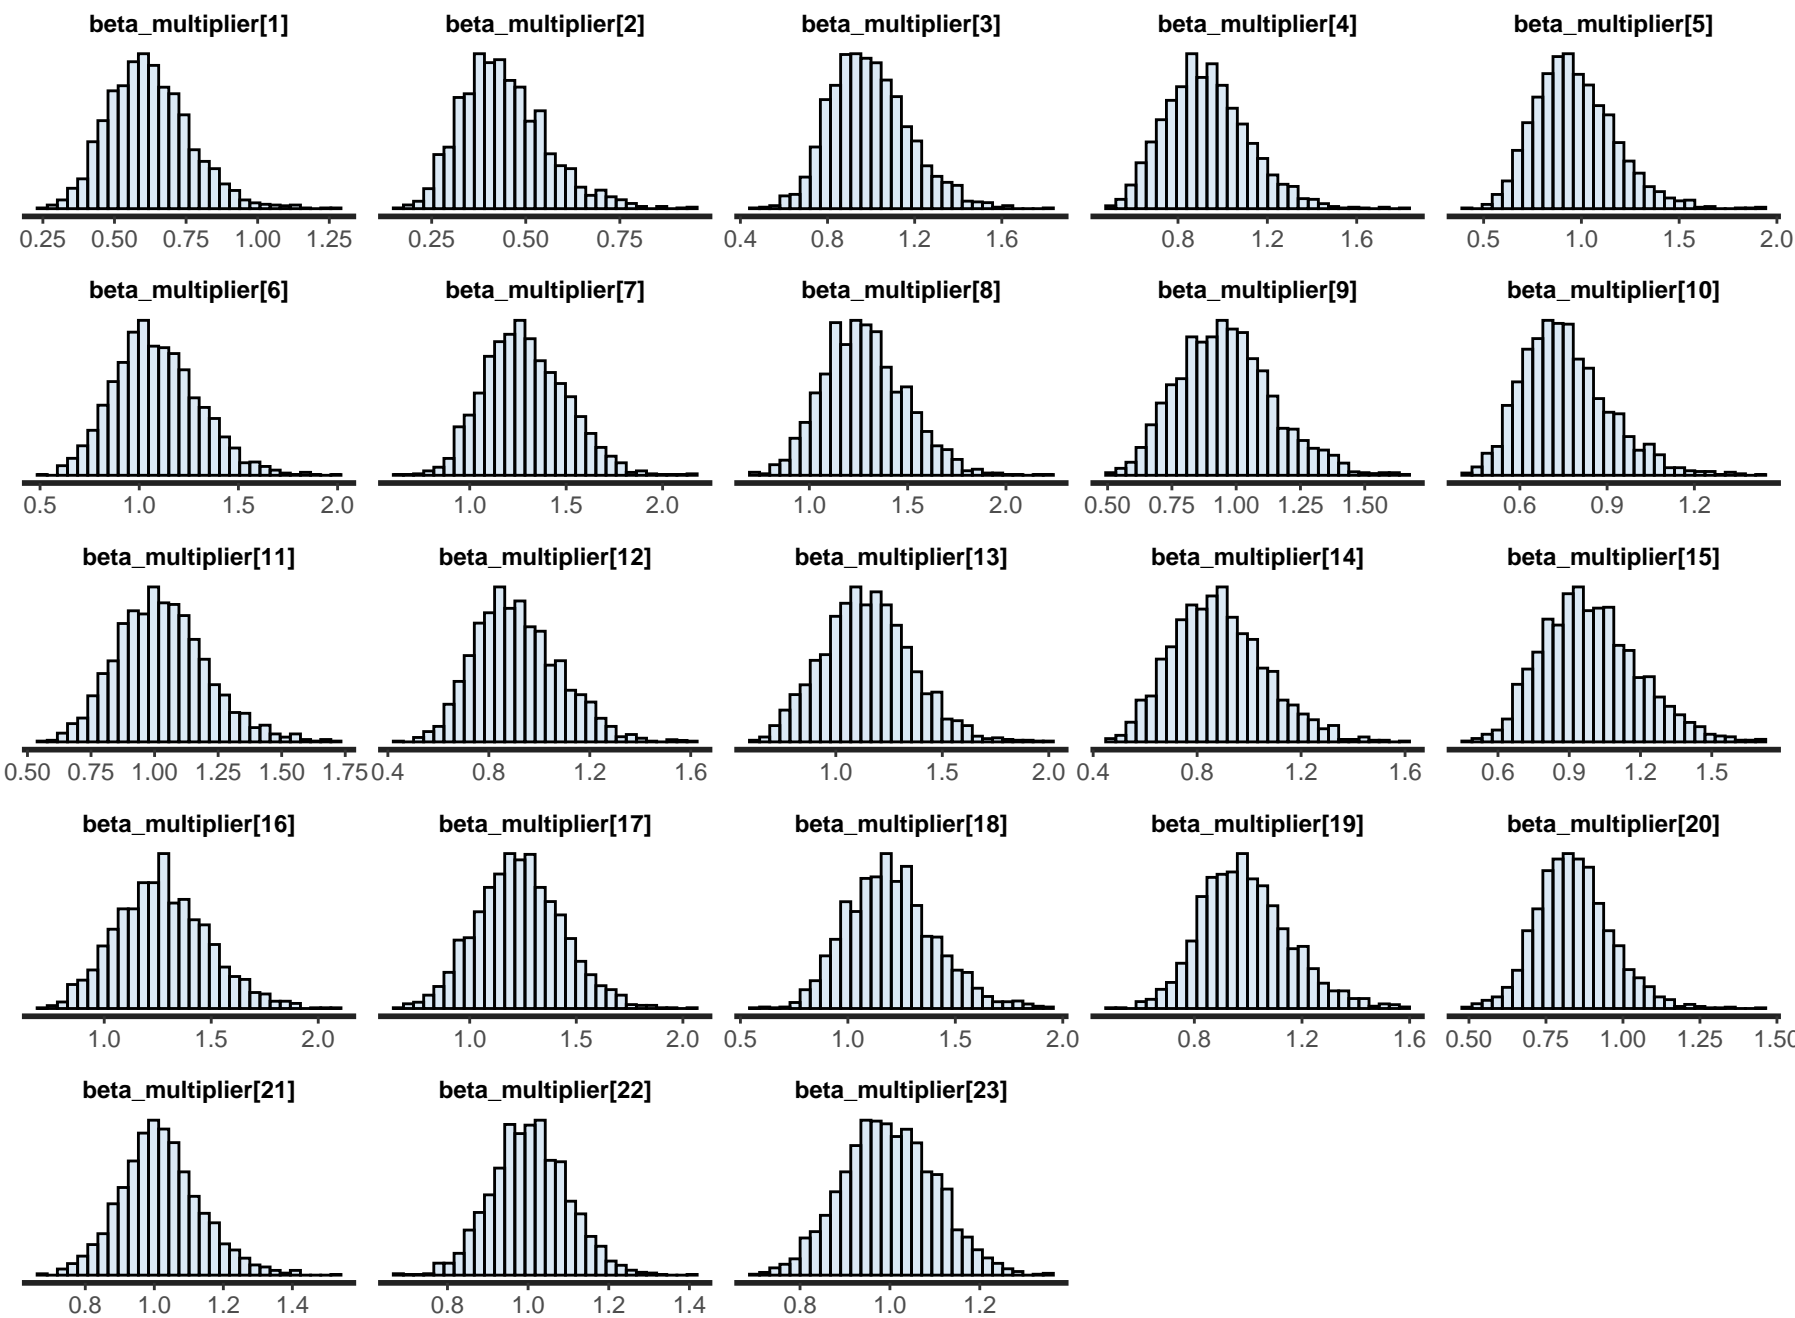 beta_multiplier[1] beta_multiplier[2] beta_multiplier[3] beta_multiplier[4] beta_multiplier[5]
0.25 0.50 0.75 1.00 1.25 0.25 0.50 0.75 0.4 0.8 1.2 1.6 0.8 1.2 1.6 0.5 1.0 1.5 2.0
beta_multiplier[6] beta_multiplier[7] beta_multiplier[8] beta_multiplier[9] beta_multiplier[10]
0.5 1.0 1.5 2.0 1.0 1.5 2.0 1.0 1.5 2.0 0.50 0.75 1.00 1.25 1.50 0.6 0.9 1.2
beta_multiplier[11] beta_multiplier[12] beta_multiplier[13] beta_multiplier[14] beta_multiplier[15]
0.50 0.75 1.00 1.25 1.50 1.75 0.4 0.8 1.2 1.6 1.0 1.5 2.0 0.4 0.8 1.2 1.6 0.6 0.9 1.2 1.5
beta_multiplier[16] beta_multiplier[17] beta_multiplier[18] beta_multiplier[19] beta_multiplier[20]
1.0 1.5 2.0 1.0 1.5 2.0 0.5 1.0 1.5 2.0 0.8 1.2 1.6 0.50 0.75 1.00 1.25 1.50
beta_multiplier[21] beta_multiplier[22] beta_multiplier[23]
0.8 1.0 1.2 1.4 0.8 1.0 1.2 1.4 0.8 1.0 1.2